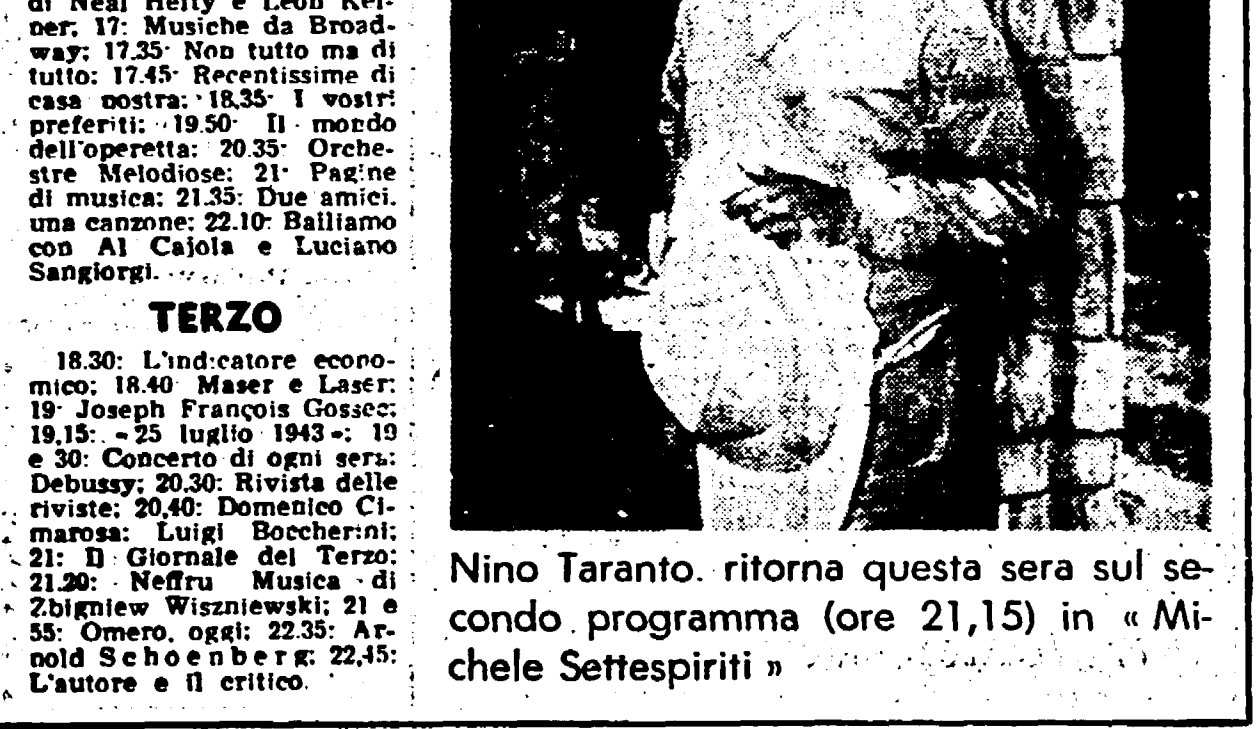 di Neal Hefty e Leon Kel-
ner; 17: Musiche da Broad-
way; 17.35: Non tutto ma di
tutto; 17.45: Recentissime di
casa nostra; 18,35: I vostri
preferiti; 19.50: Il mondo
dell'operetta; 20.35: Orche-
stre Melodiose; 21: Pagine
di musica; 21.35: Due amici,
una canzone; 22.10: Balliamo
con Al Cajola e Luciano
Sangiorgi.
TERZO
18.30: L'indicatore econo-
mico; 18.40: Maser e Laser;
19: Joseph François Gossec;
19,15: «25 luglio 1943»; 19
e 30: Concerto di ogni sera:
Debussy; 20,30: Rivista delle
riviste; 20,40: Domenico Ci-
marosa; Luigi Boccherini;
21: Il Giornale del Terzo;
21.20: Neffru Musica di
Zbigniew Wiszniewski; 21 e
55: Omero, oggi; 22.35: Ar-
nold Schoenberg; 22,45:
L'autore e il critico.
Nino Taranto. ritorna questa sera sul se-
condo programma (ore 21,15) in « Mi-
chele Settespiriti »